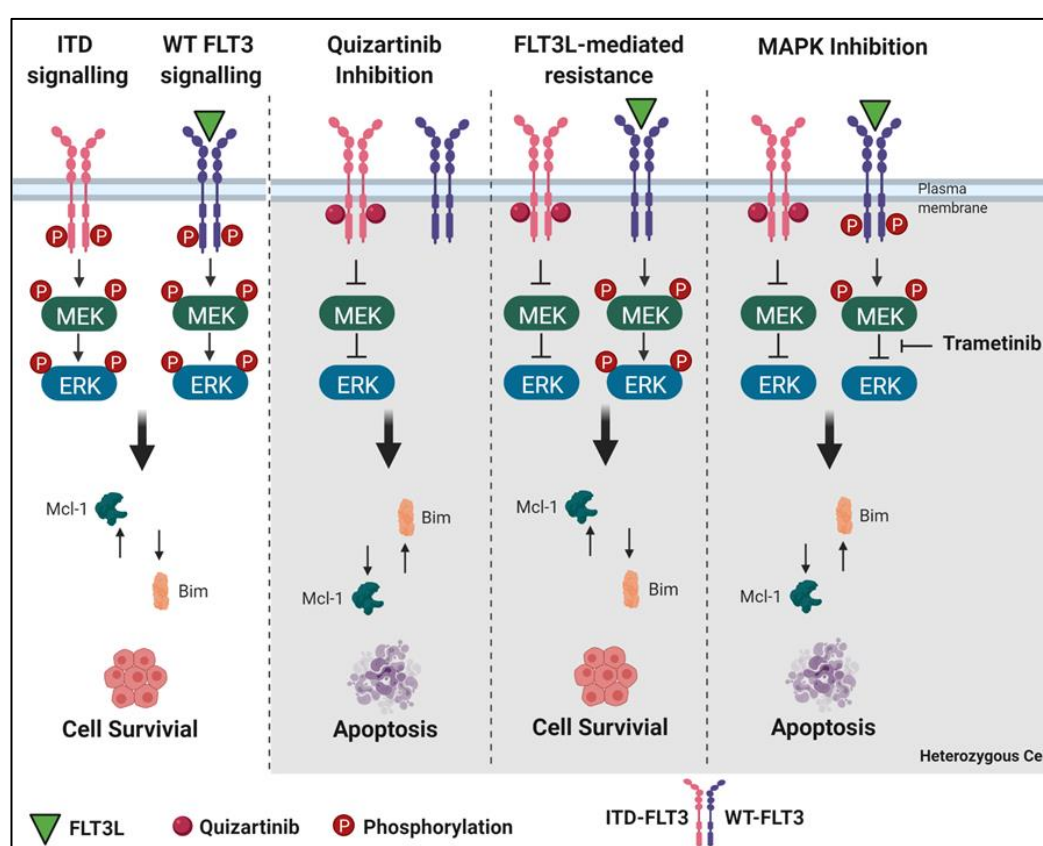 ITD
signalling
WT FLT3
signalling
Quizartinib
Inhibition
FLT3L-mediated
resistance
MAPK Inhibition
Plasma
membrane
P P
P P
P P
P P
P P
MEK
P P
MEK
MEK
MEK
P P
MEK
MEK
P P
MEK
Trametinib
P P
ERK
P P
ERK
ERK
ERK
P P
ERK
ERK
ERK
Mcl-1
Bim
Bim
Mcl-1
Mcl-1
Bim
Bim
Mcl-1
Cell Survivial
Apoptosis
Cell Survivial
Apoptosis
Heterozygous Ce
FLT3L
Quizartinib
P Phosphorylation
ITD-FLT3
WT-FLT3